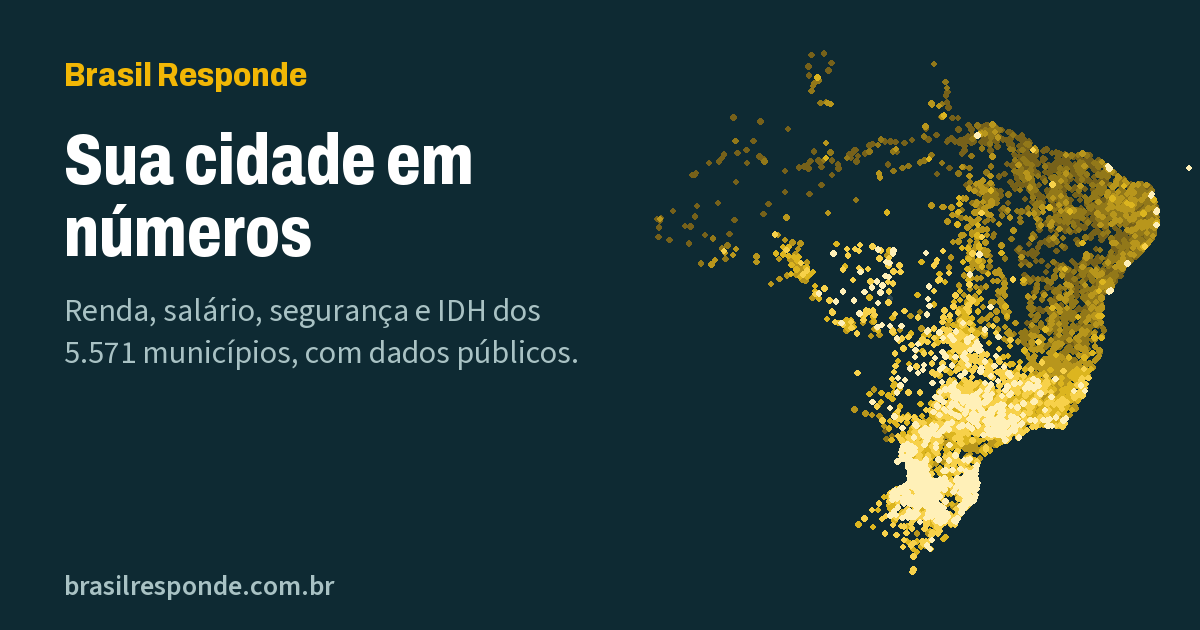 Brasil Responde
Sua cidade em
números
Renda, salário, segurança e IDH dos
5.571 municípios, com dados públicos.
brasilresponde.com.br